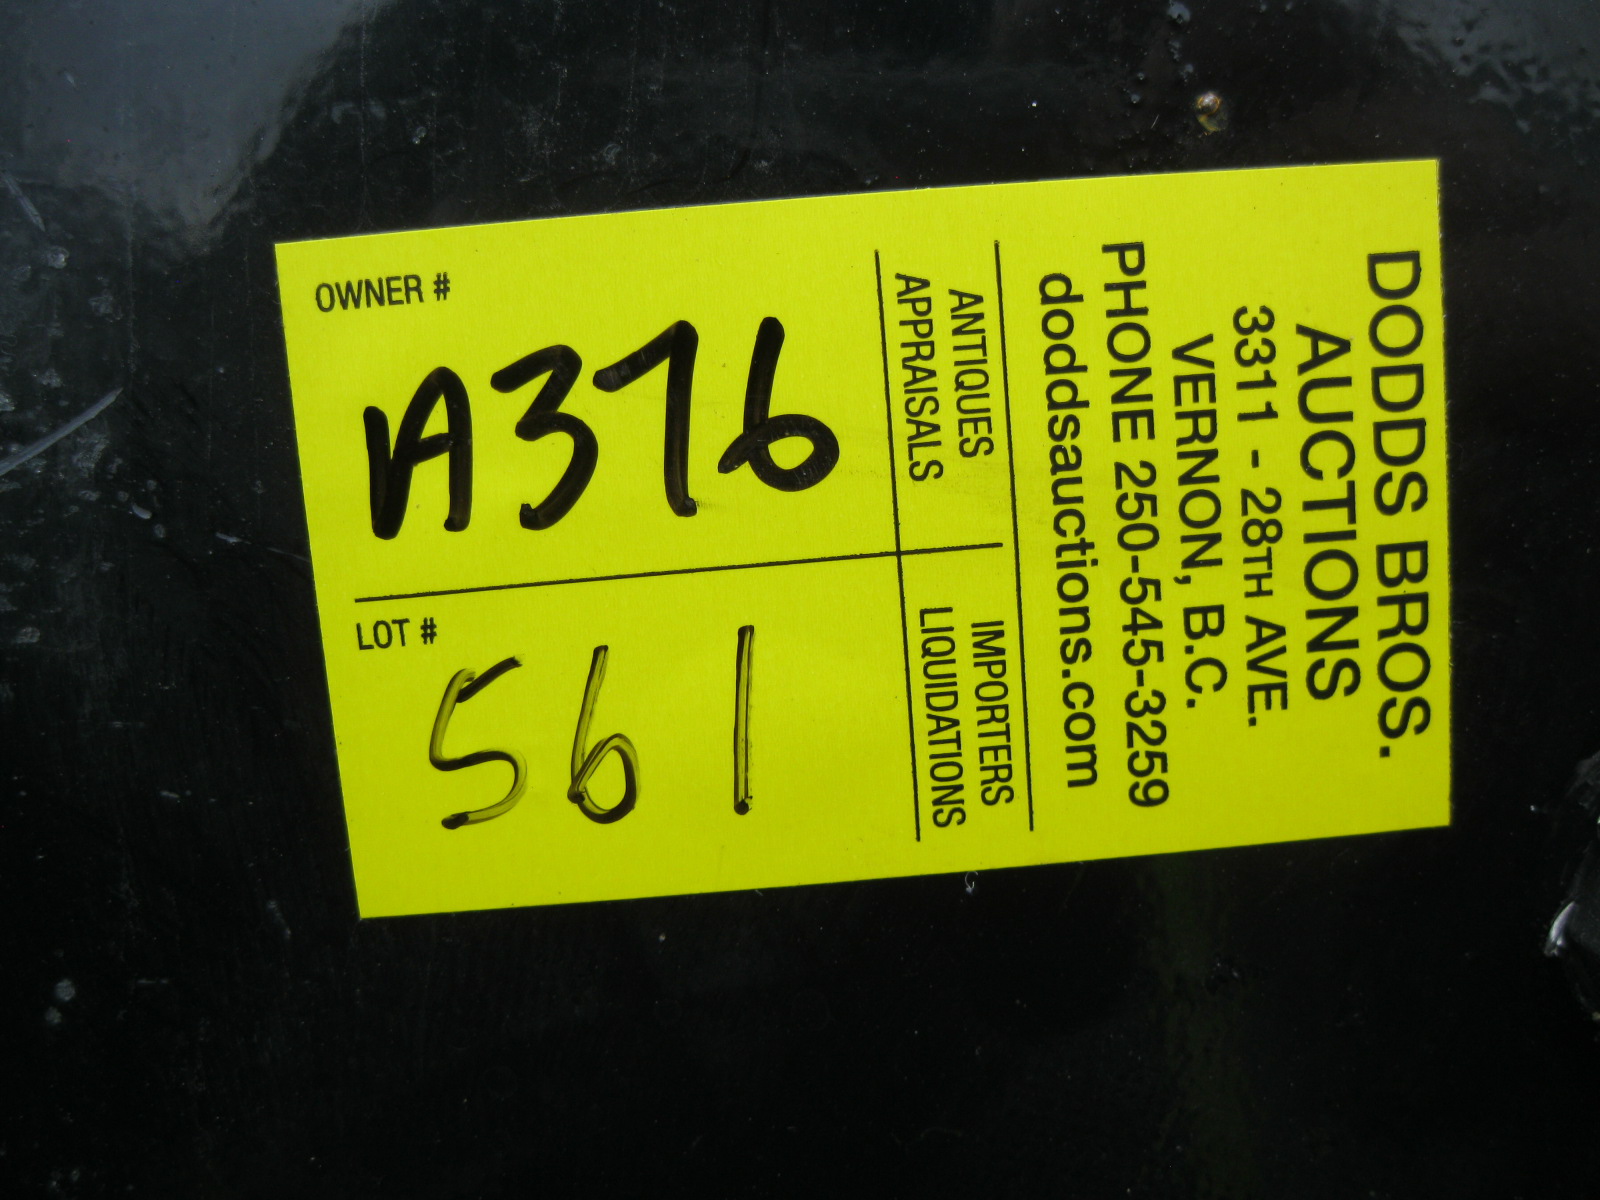 DODDS BROS.
AUCTIONS
3311 - 28TH AVE.
VERNON, B.C.
PHONE 250-545-3259
doddsauctions.com
ANTIQUES
APPRAISALS
IMPORTERS
LIQUIDATIONS
OWNER #
A376
LOT #
561